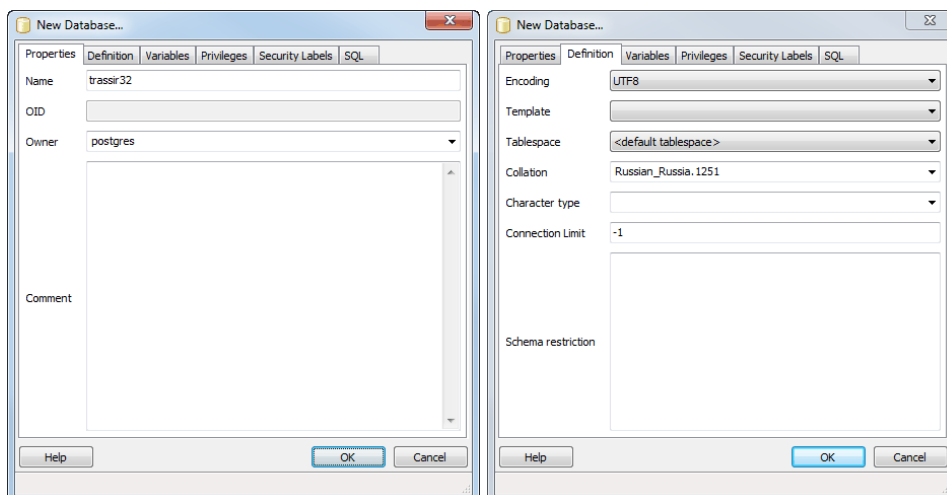 New Database...
Properties Definition Variables Privileges Security Labels SQL
Name trassir32
OID
Owner postgres
Comment
Help OK Cancel
New Database...
Properties Definition Variables Privileges Security Labels SQL
Encoding UTF8
Template
Tablespace <default tablespace>
Collation Russian_Russia.1251
Character type
Connection Limit -1
Schema restriction
Help OK Cancel